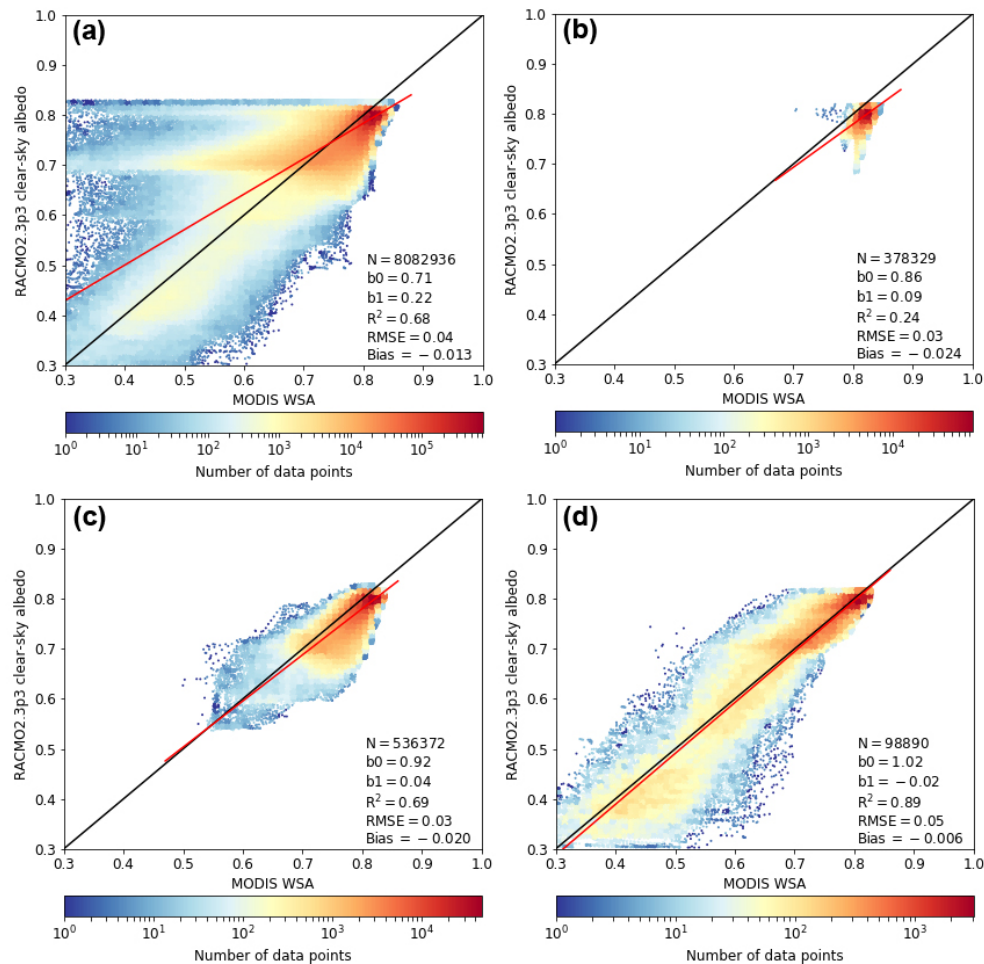 (a)
1.0
0.9
0.8
0.7
0.6
0.5
0.4
0.3
RACMO2.3p3 clear-sky albedo
N = 8082936
b0 = 0.71
b1 = 0.22
R² = 0.68
RMSE = 0.04
Bias = −0.013
0.3 0.4 0.5 0.6 0.7 0.8 0.9 1.0
MODIS WSA
10⁰ 10¹ 10² 10³ 10⁴ 10⁵
Number of data points
(b)
1.0
0.9
0.8
0.7
0.6
0.5
0.4
0.3
RACMO2.3p3 clear-sky albedo
N = 378329
b0 = 0.86
b1 = 0.09
R² = 0.24
RMSE = 0.03
Bias = −0.024
0.3 0.4 0.5 0.6 0.7 0.8 0.9 1.0
MODIS WSA
10⁰ 10¹ 10² 10³ 10⁴
Number of data points
(c)
1.0
0.9
0.8
0.7
0.6
0.5
0.4
0.3
RACMO2.3p3 clear-sky albedo
N = 536372
b0 = 0.92
b1 = 0.04
R² = 0.69
RMSE = 0.03
Bias = −0.020
0.3 0.4 0.5 0.6 0.7 0.8 0.9 1.0
MODIS WSA
10⁰ 10¹ 10² 10³ 10⁴
Number of data points
(d)
1.0
0.9
0.8
0.7
0.6
0.5
0.4
0.3
RACMO2.3p3 clear-sky albedo
N = 98890
b0 = 1.02
b1 = −0.02
R² = 0.89
RMSE = 0.05
Bias = −0.006
0.3 0.4 0.5 0.6 0.7 0.8 0.9 1.0
MODIS WSA
10⁰ 10¹ 10² 10³
Number of data points